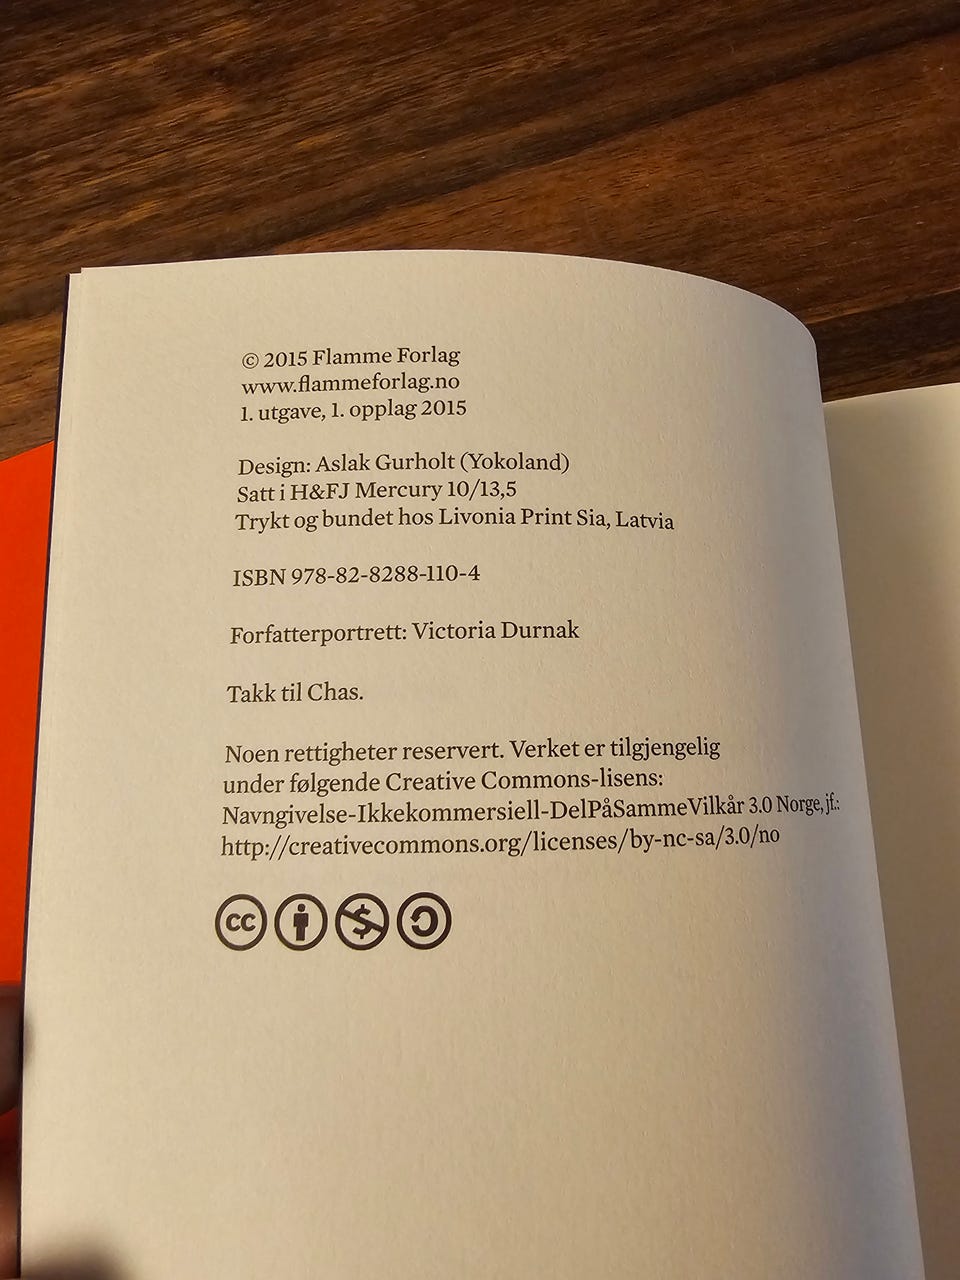 © 2015 Flamme Forlag
www.flammeforlag.no
1. utgave, 1. opplag 2015
Design: Aslak Gurholt (Yokoland)
Satt i H&FJ Mercury 10/13,5
Trykt og bundet hos Livonia Print Sia, Latvia
ISBN 978-82-8288-110-4
Forfatterportrett: Victoria Durnak
Takk til Chas.
Noen rettigheter reservert. Verket er tilgjengelig
under følgende Creative Commons-lisens:
Navngivelse-Ikkekommersiell-DelPåSammeVilkår 3.0 Norge, jf.:
http://creativecommons.org/licenses/by-nc-sa/3.0/no
cc $